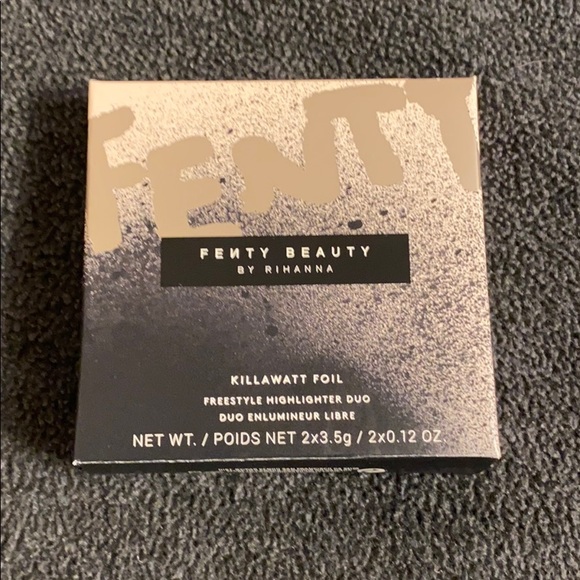 FENTY
FEИTY BEAUTY
BY RIHANNA
KILLAWATT FOIL
FREESTYLE HIGHLIGHTER DUO
DUO ENLUMINEUR LIBRE
NET WT. / POIDS NET 2x3.5g / 2x0.12 OZ.